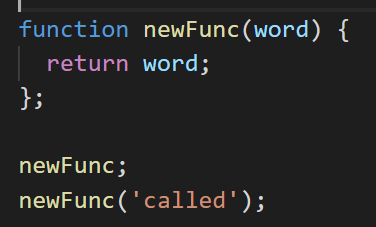 function newFunc(word) {
  return word;
};

newFunc;
newFunc('called');